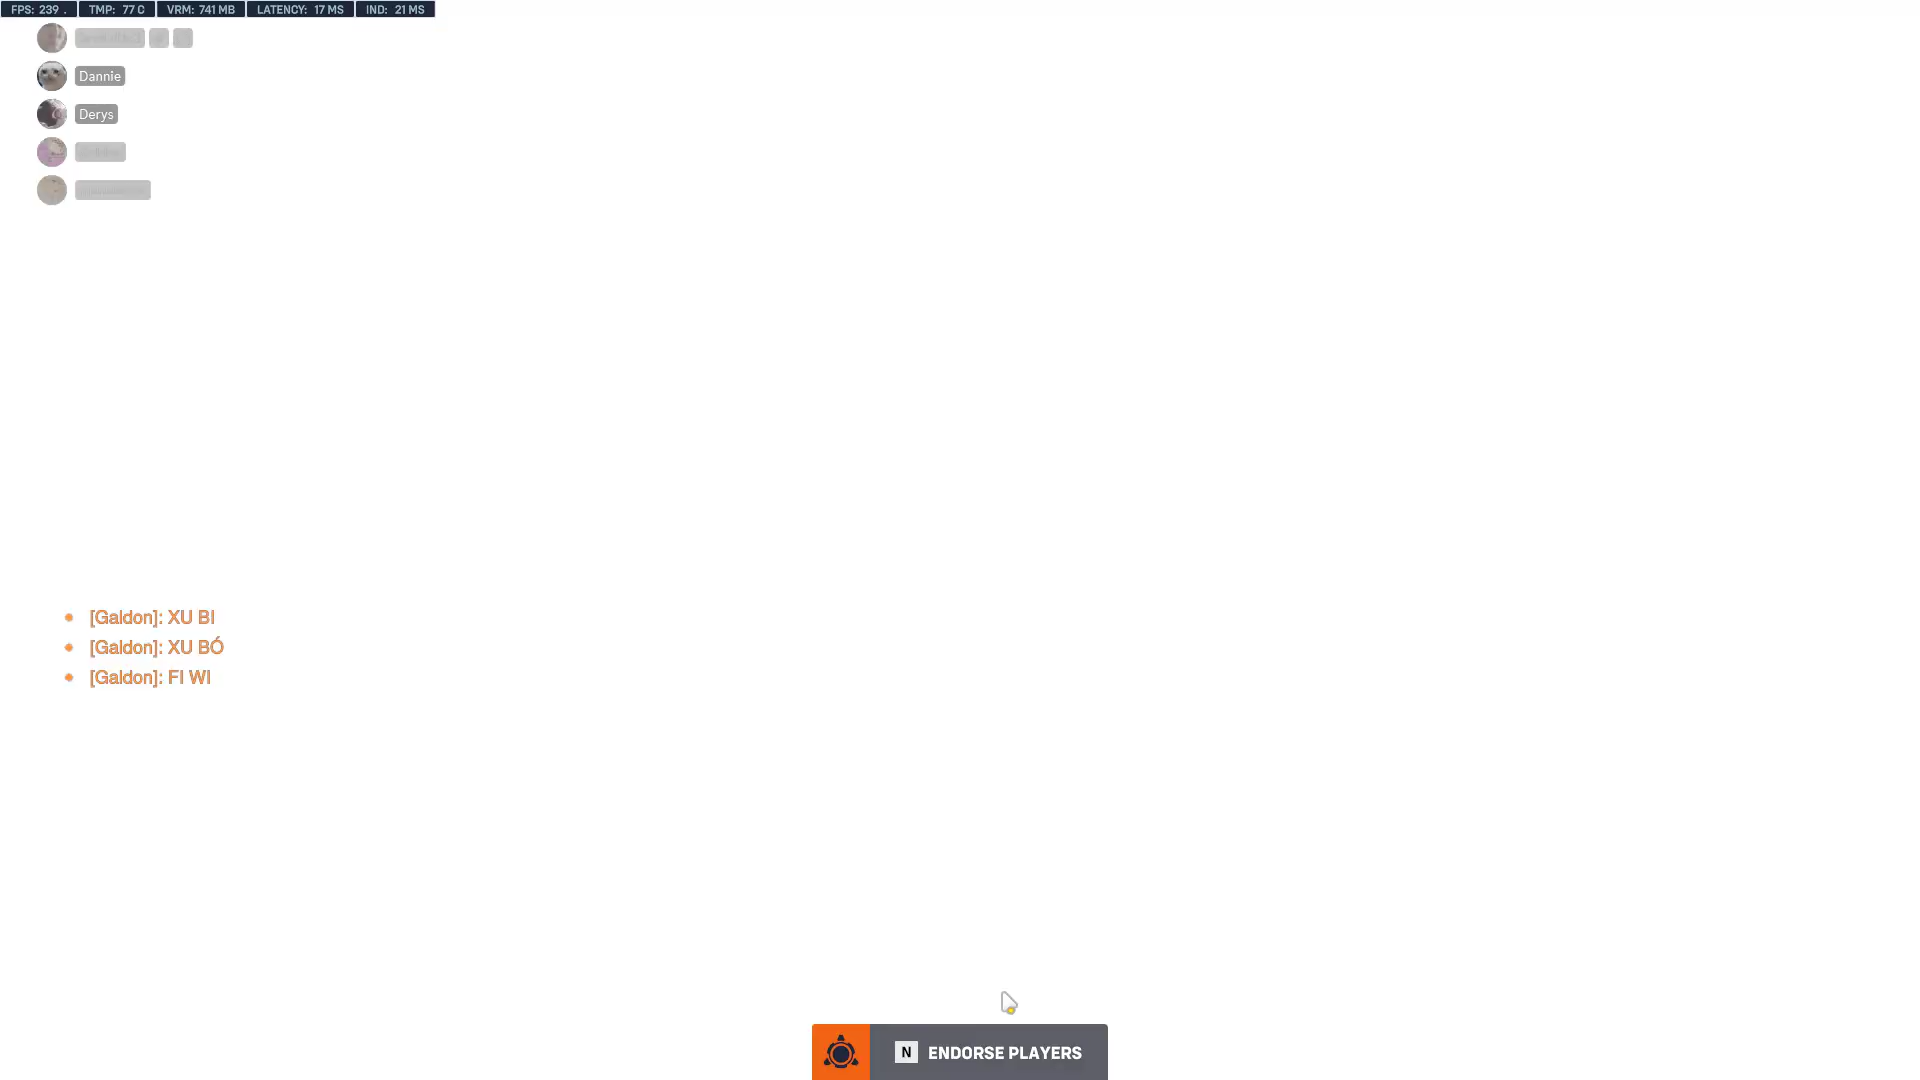 FPS: 239 . TMP: 77 C VRM: 741 MB LATENCY: 17 MS IND: 21 MS
Dannie
Derys
[Galdon]: XU BI
[Galdon]: XU BÓ
[Galdon]: FI WI
N ENDORSE PLAYERS